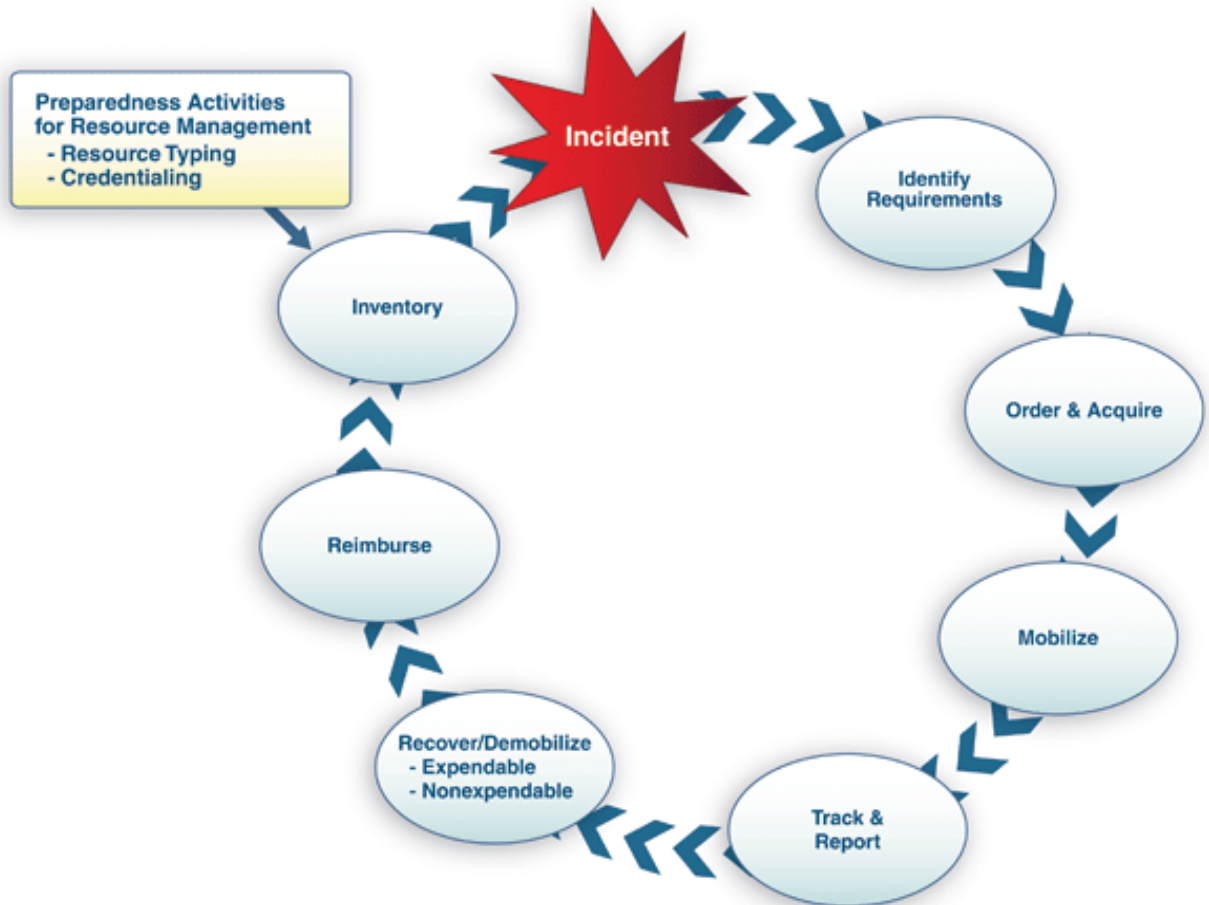 Preparedness Activities
for Resource Management
- Resource Typing
- Credentialing
Incident
Identify
Requirements
Order & Acquire
Mobilize
Track &
Report
Recover/Demobilize
- Expendable
- Nonexpendable
Reimburse
Inventory